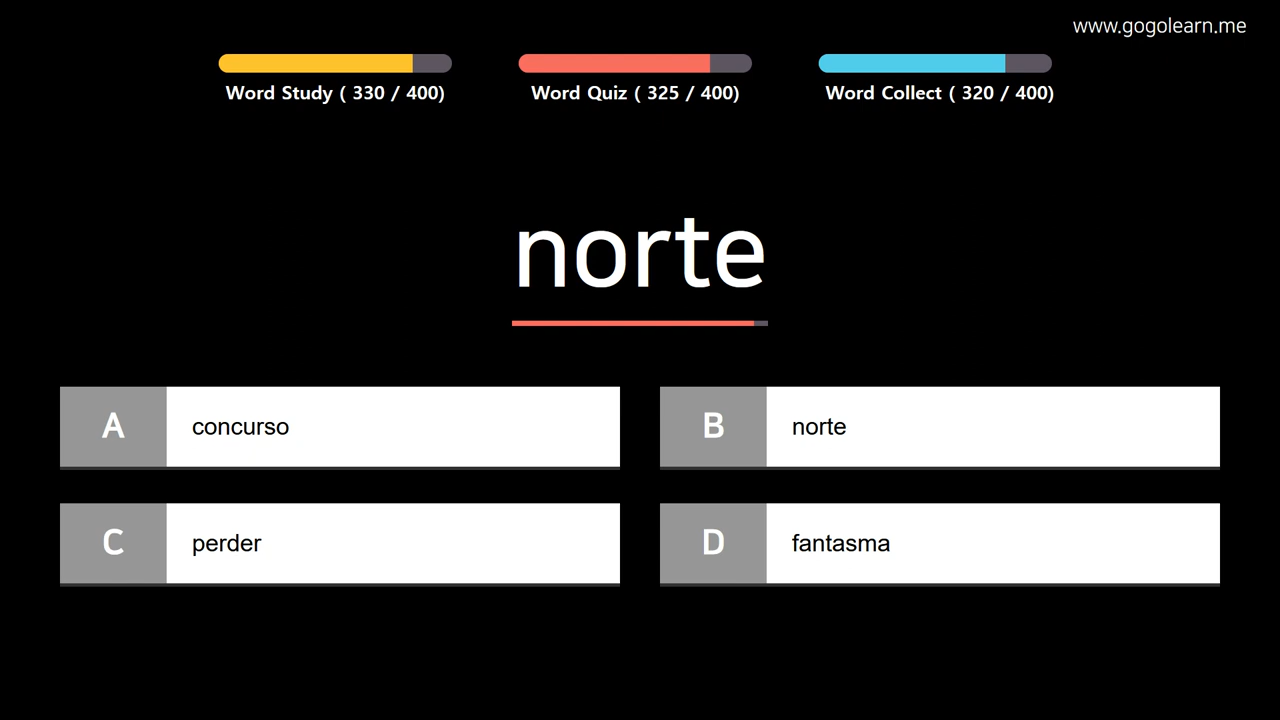 www.gogolearn.me
Word Study ( 330 / 400)
Word Quiz ( 325 / 400)
Word Collect ( 320 / 400)
norte
A concurso
B norte
C perder
D fantasma